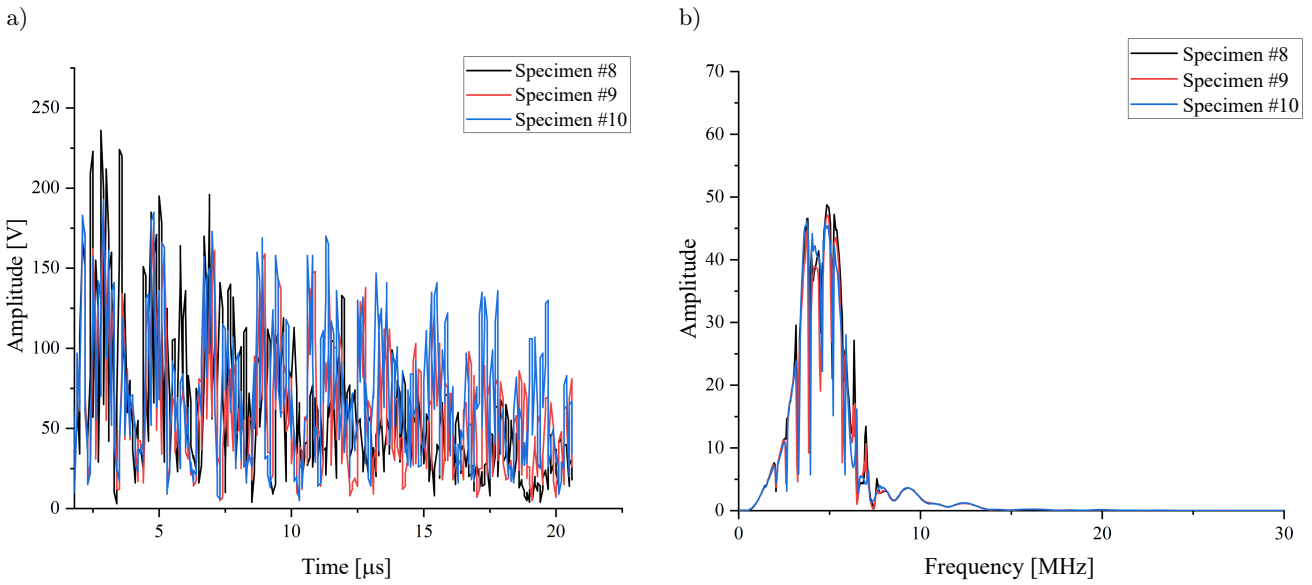 a)
Specimen #8
Specimen #9
Specimen #10
250
200
150
100
50
0
Amplitude [V]
5
10
15
20
Time [μs]
b)
Specimen #8
Specimen #9
Specimen #10
70
60
50
40
30
20
10
0
Amplitude
0
10
20
30
Frequency [MHz]